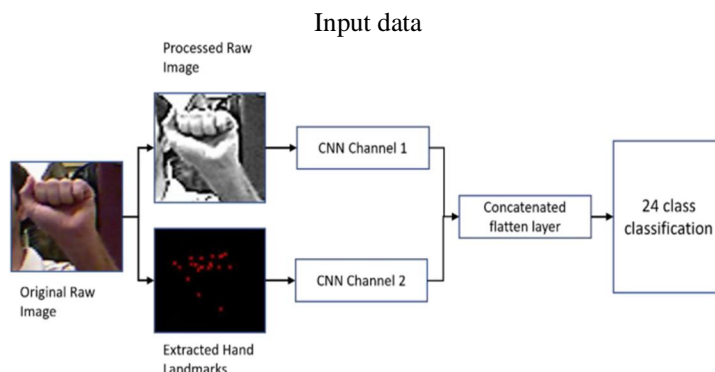 Input data
Processed Raw
Image
CNN Channel 1
Original Raw
Image
Extracted Hand
Landmarks
CNN Channel 2
Concatenated
flatten layer
24 class
classification